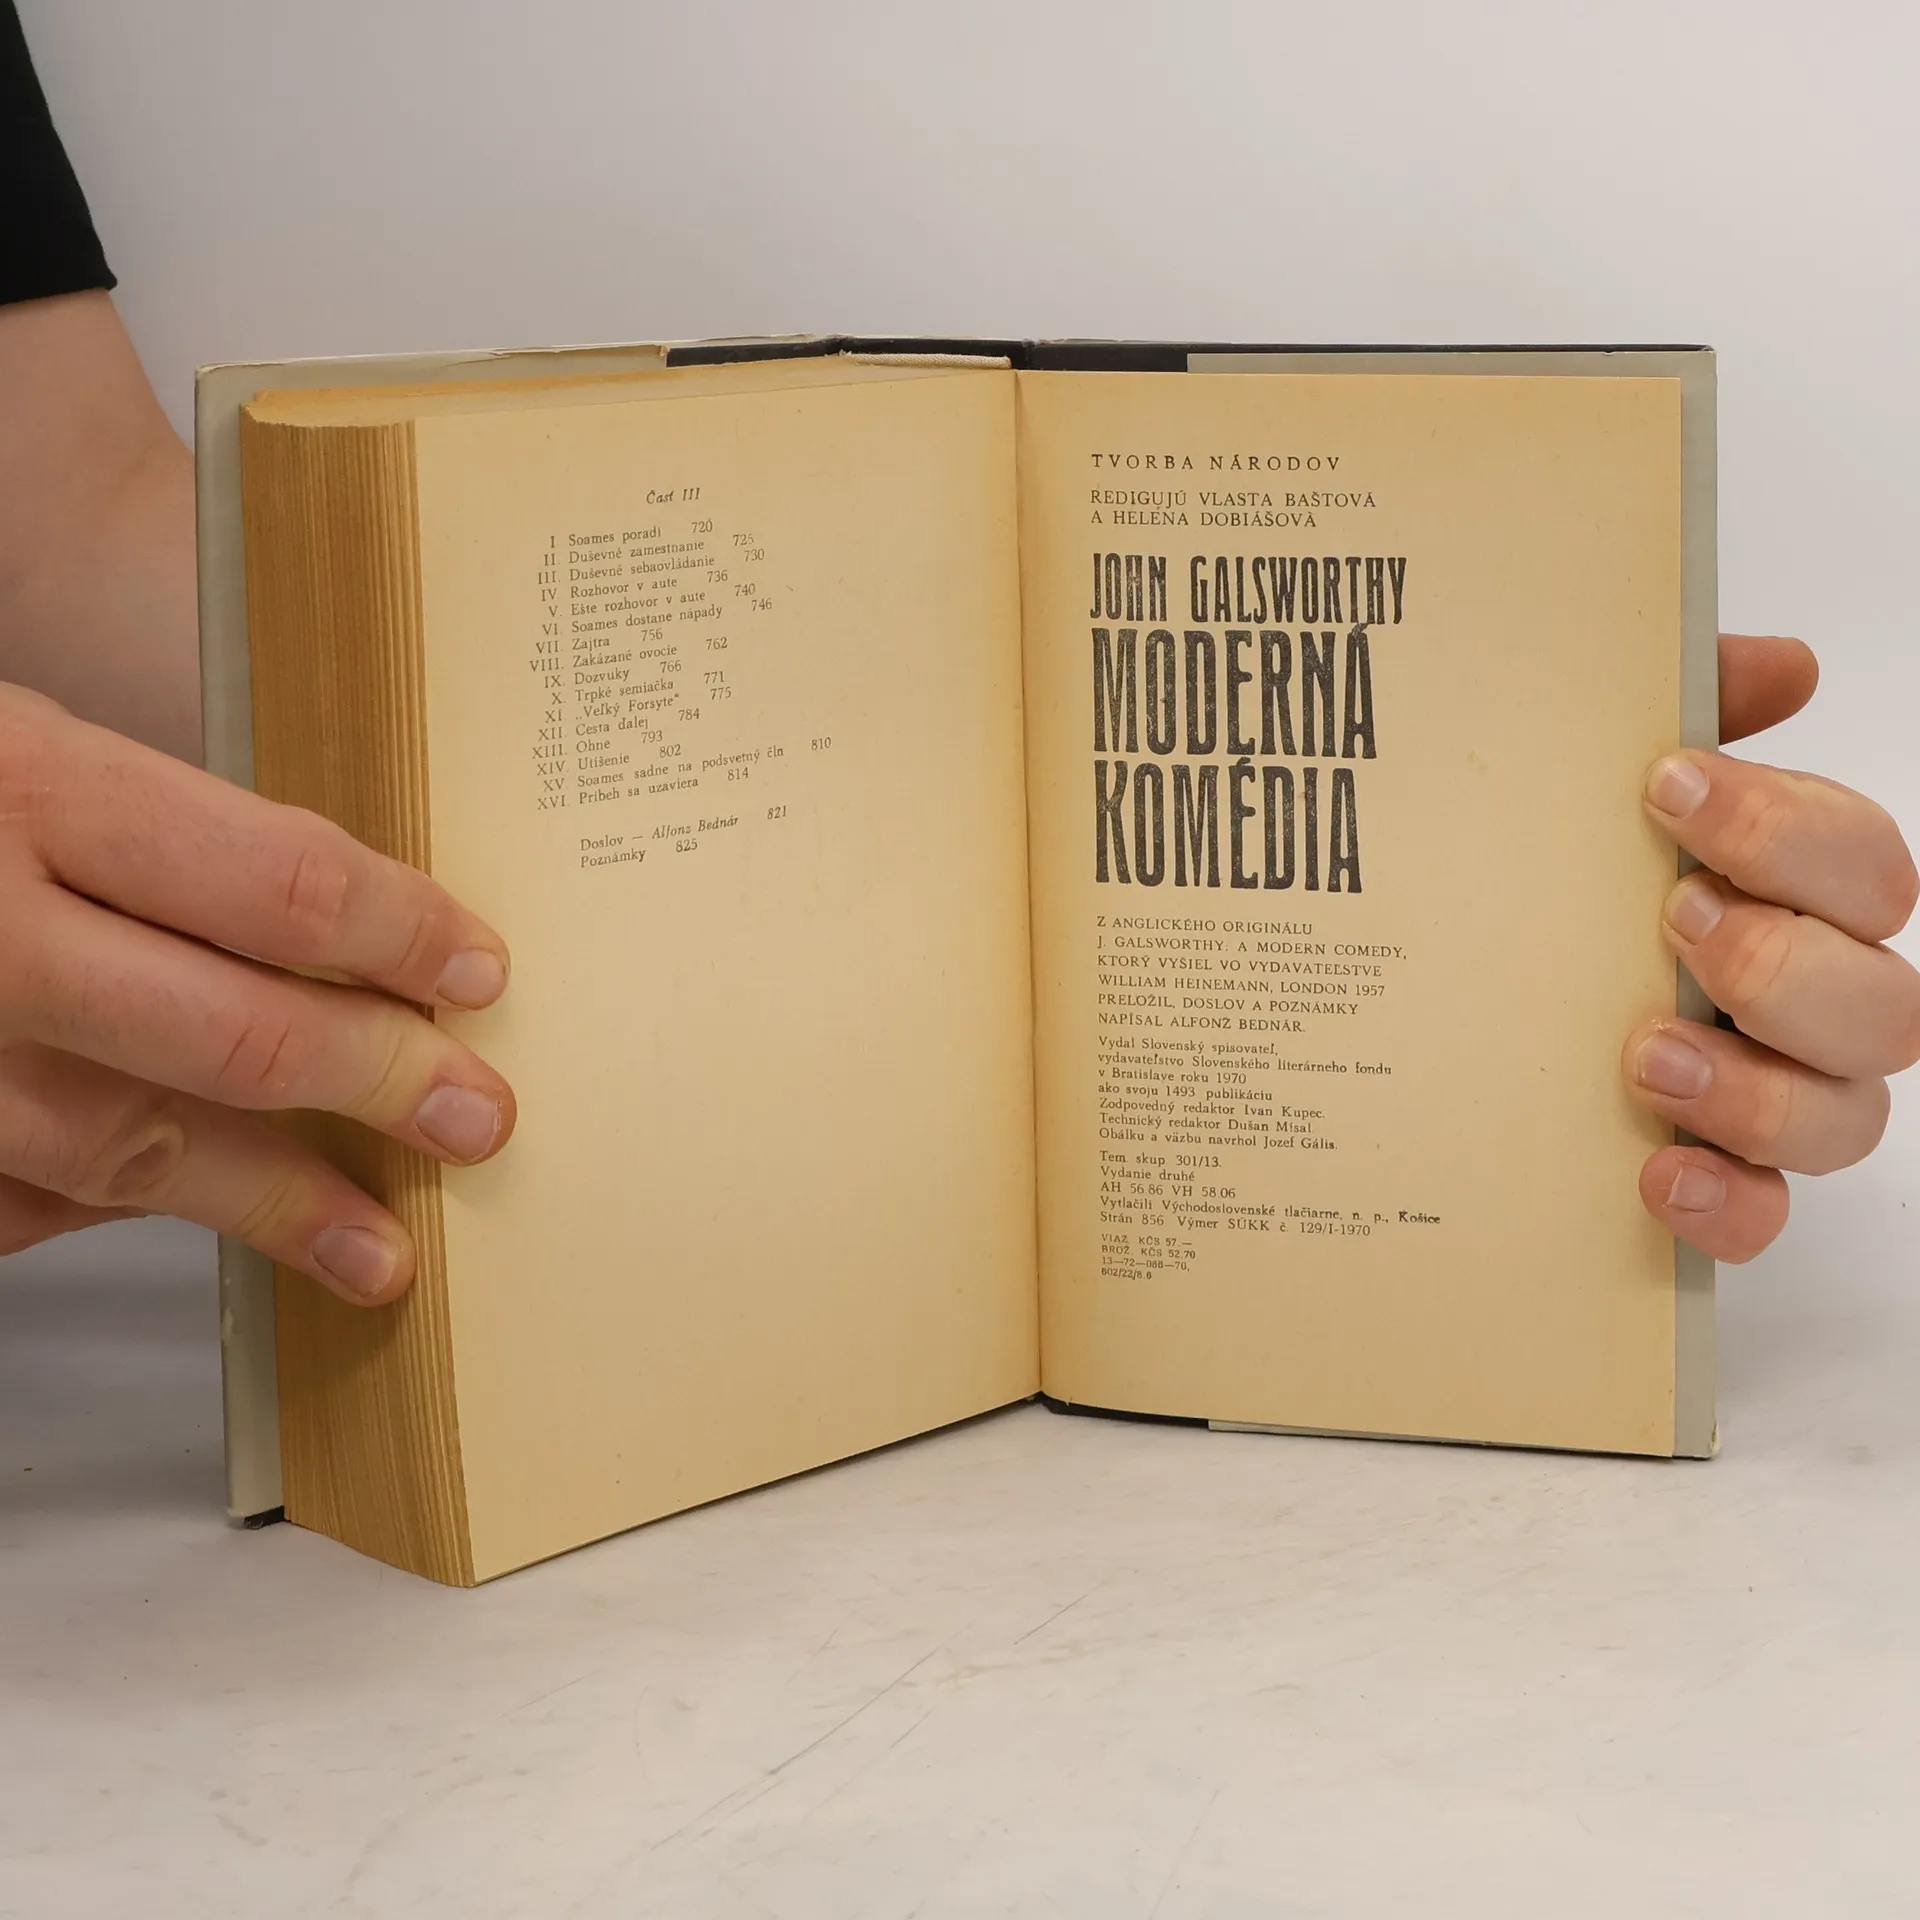 Časť III
I Soames poradí 720
II. Duševné zamestnanie 725
III. Duševné sebaovládanie 730
IV Rozhovor v aute 736
V. Ešte rozhovor v aute 740
VI. Soames dostane nápady 746
VII. Zajtra 756
VIII. Zakázané ovocie 762
IX. Dozvuky 766
X. Trpké semiačka 771
XI. „Veľký Forsyte“ 775
XII. Cesta ďalej 784
XIII. Ohne 793
XIV. Utíšenie 802
XV. Soames sadne na podsvetný čln 810
XVI. Príbeh sa uzaviera 814
Doslov — Alfonz Bednár 821
Poznámky 825
TVORBA NÁRODOV
REDIGUJÚ VLASTA BAŠTOVÁ
A HELENA DOBIÁŠOVÁ
JOHN GALSWORTHY
MODERNÁ
KOMÉDIA
Z ANGLICKÉHO ORIGINÁLU
J. GALSWORTHY: A MODERN COMEDY,
KTORÝ VYŠIEL VO VYDAVATEĽSTVE
WILLIAM HEINEMANN, LONDON 1957
PRELOŽIL, DOSLOV A POZNÁMKY
NAPÍSAL ALFONZ BEDNÁR.
Vydal Slovenský spisovateľ,
vydavateľstvo Slovenského literárneho fondu
v Bratislave roku 1970
ako svoju 1493 publikáciu
Zodpovedný redaktor Ivan Kupec.
Technický redaktor Dušan Mísal.
Obálku a väzbu navrhol Jozef Gális.
Tem. skup 301/13.
Vydanie druhé
AH 56.86 VH 58.06
Vytlačili Východoslovenské tlačiarne, n. p., Košice
Strán 856 Výmer SÚKK č. 129/I-1970
VIAZ. KČS 57.—
BROŽ. KČS 52.70
13—72—088—70,
602/22/8.6